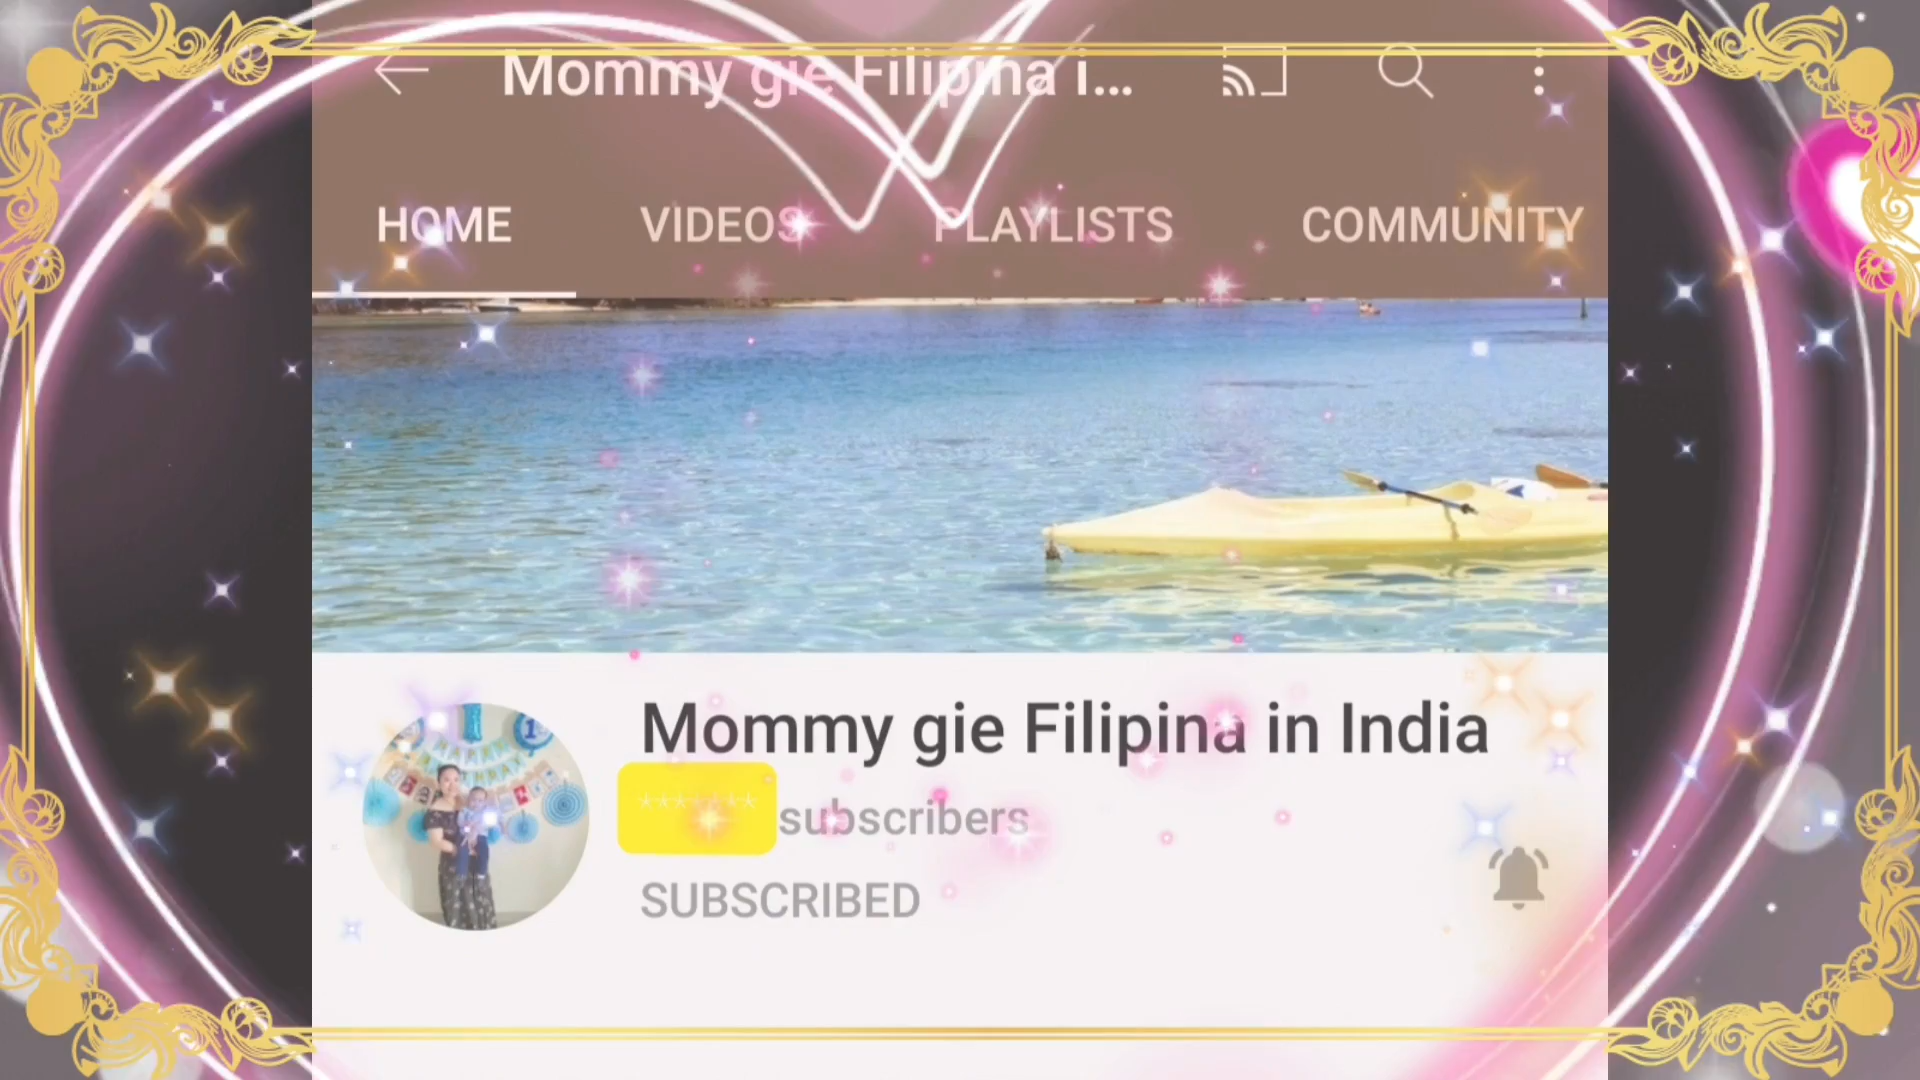 Mommy gie Filipina i...
HOME VIDEOS PLAYLISTS COMMUNITY
Mommy gie Filipina in India
******* subscribers
SUBSCRIBED